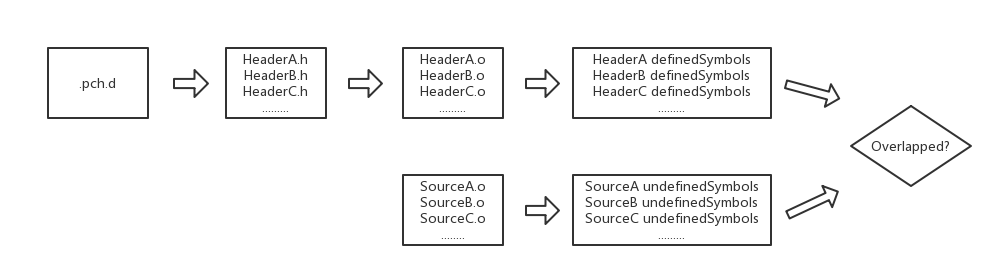 .pch.d
HeaderA.h
HeaderB.h
HeaderC.h
.........
HeaderA.o
HeaderB.o
HeaderC.o
.........
HeaderA definedSymbols
HeaderB definedSymbols
HeaderC definedSymbols
.........
Overlapped?
SourceA.o
SourceB.o
SourceC.o
........
SourceA undefinedSymbols
SourceB undefinedSymbols
SourceC undefinedSymbols
.........